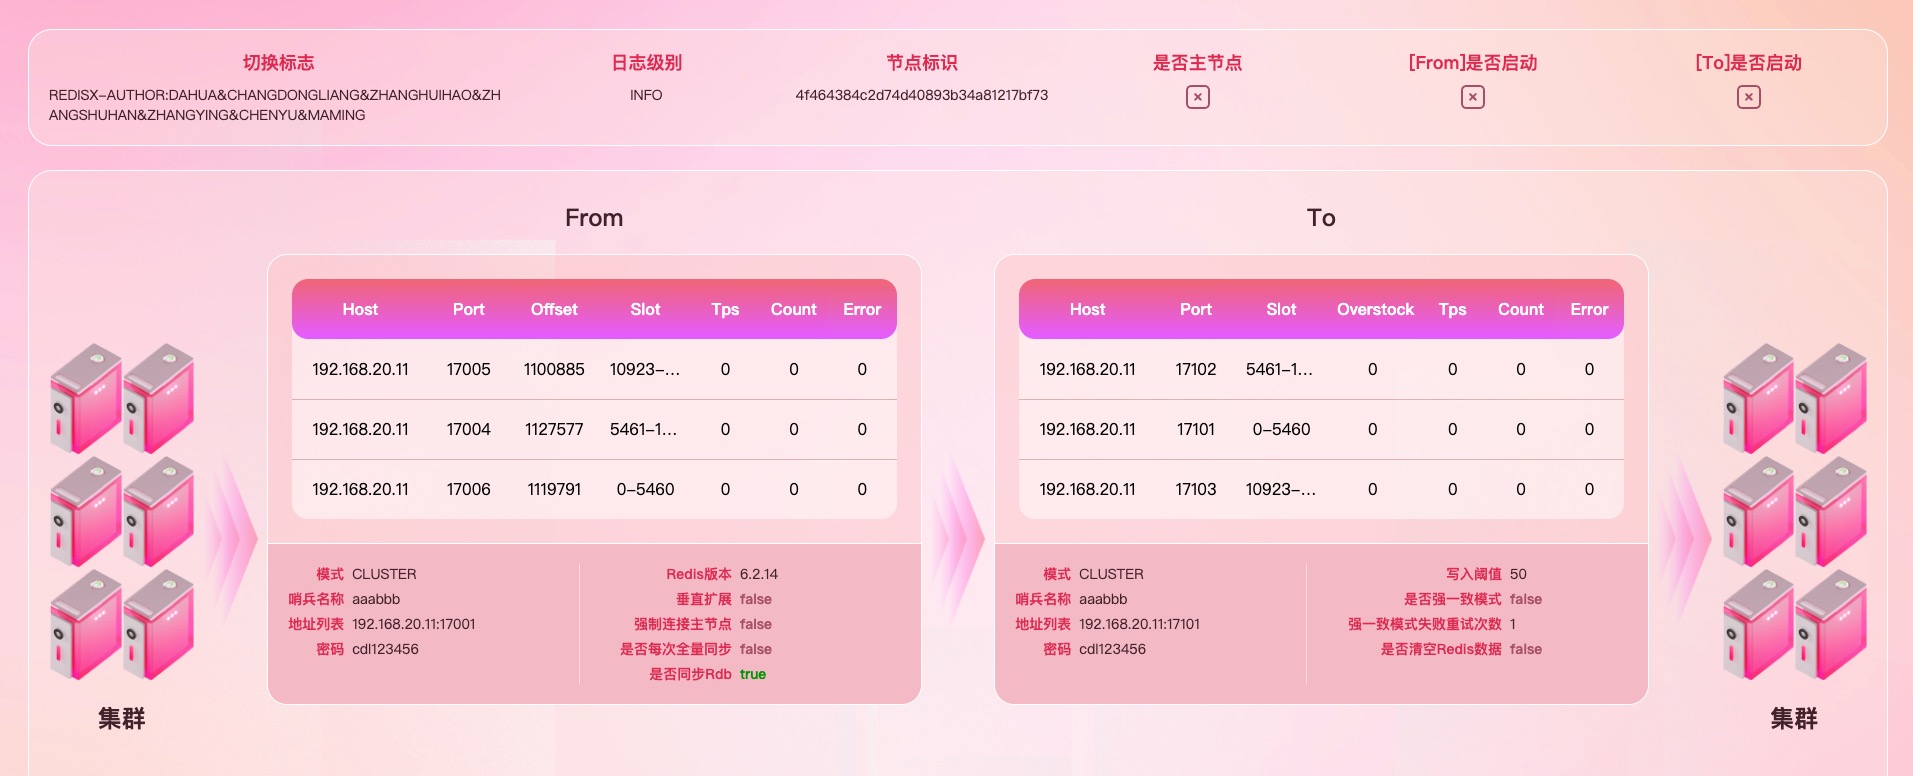 切换标志 日志级别 节点标识 是否主节点 [From]是否启动 [To]是否启动
REDISX-AUTHOR:DAHUA&CHANGDONGLIANG&ZHANGHUIHAO&ZH INFO 4f464384c2d74d40893b34a81217bf73
ANGSHUHAN&ZHANGYING&CHENYU&MAMING
From
Host Port Offset Slot Tps Count Error
192.168.20.11 17005 1100885 10923-... 0 0 0
192.168.20.11 17004 1127577 5461-1... 0 0 0
192.168.20.11 17006 1119791 0-5460 0 0 0
模式 CLUSTER
哨兵名称 aaabbb
地址列表 192.168.20.11:17001
密码 cdl123456
Redis版本 6.2.14
垂直扩展 false
强制连接主节点 false
是否每次全量同步 false
是否同步Rdb true
集群
To
Host Port Slot Overstock Tps Count Error
192.168.20.11 17102 5461-1... 0 0 0 0
192.168.20.11 17101 0-5460 0 0 0 0
192.168.20.11 17103 10923-... 0 0 0 0
模式 CLUSTER
哨兵名称 aaabbb
地址列表 192.168.20.11:17101
密码 cdl123456
写入阈值 50
是否强一致模式 false
强一致模式失败重试次数 1
是否清空Redis数据 false
集群